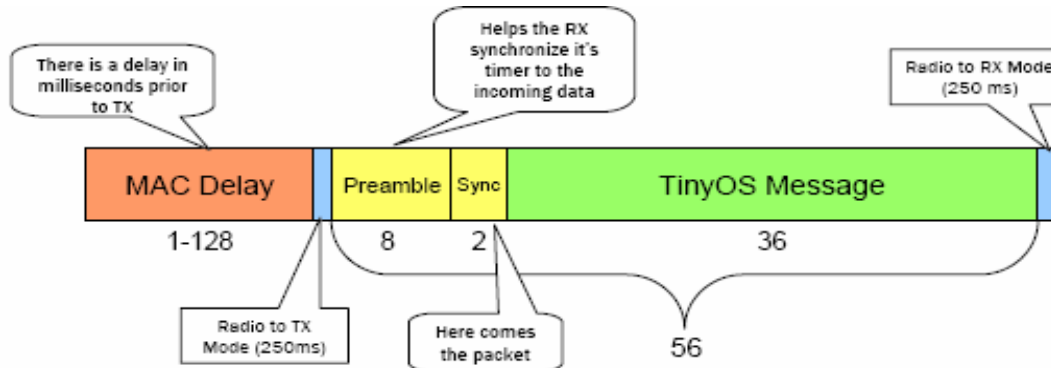 There is a delay in
milliseconds prior
to TX
Helps the RX
synchronize it's
timer to the
incoming data
Radio to RX Mode
(250 ms)
MAC Delay
Preamble
Sync
TinyOS Message
1-128
8
2
36
Radio to TX
Mode (250ms)
Here comes
the packet
56